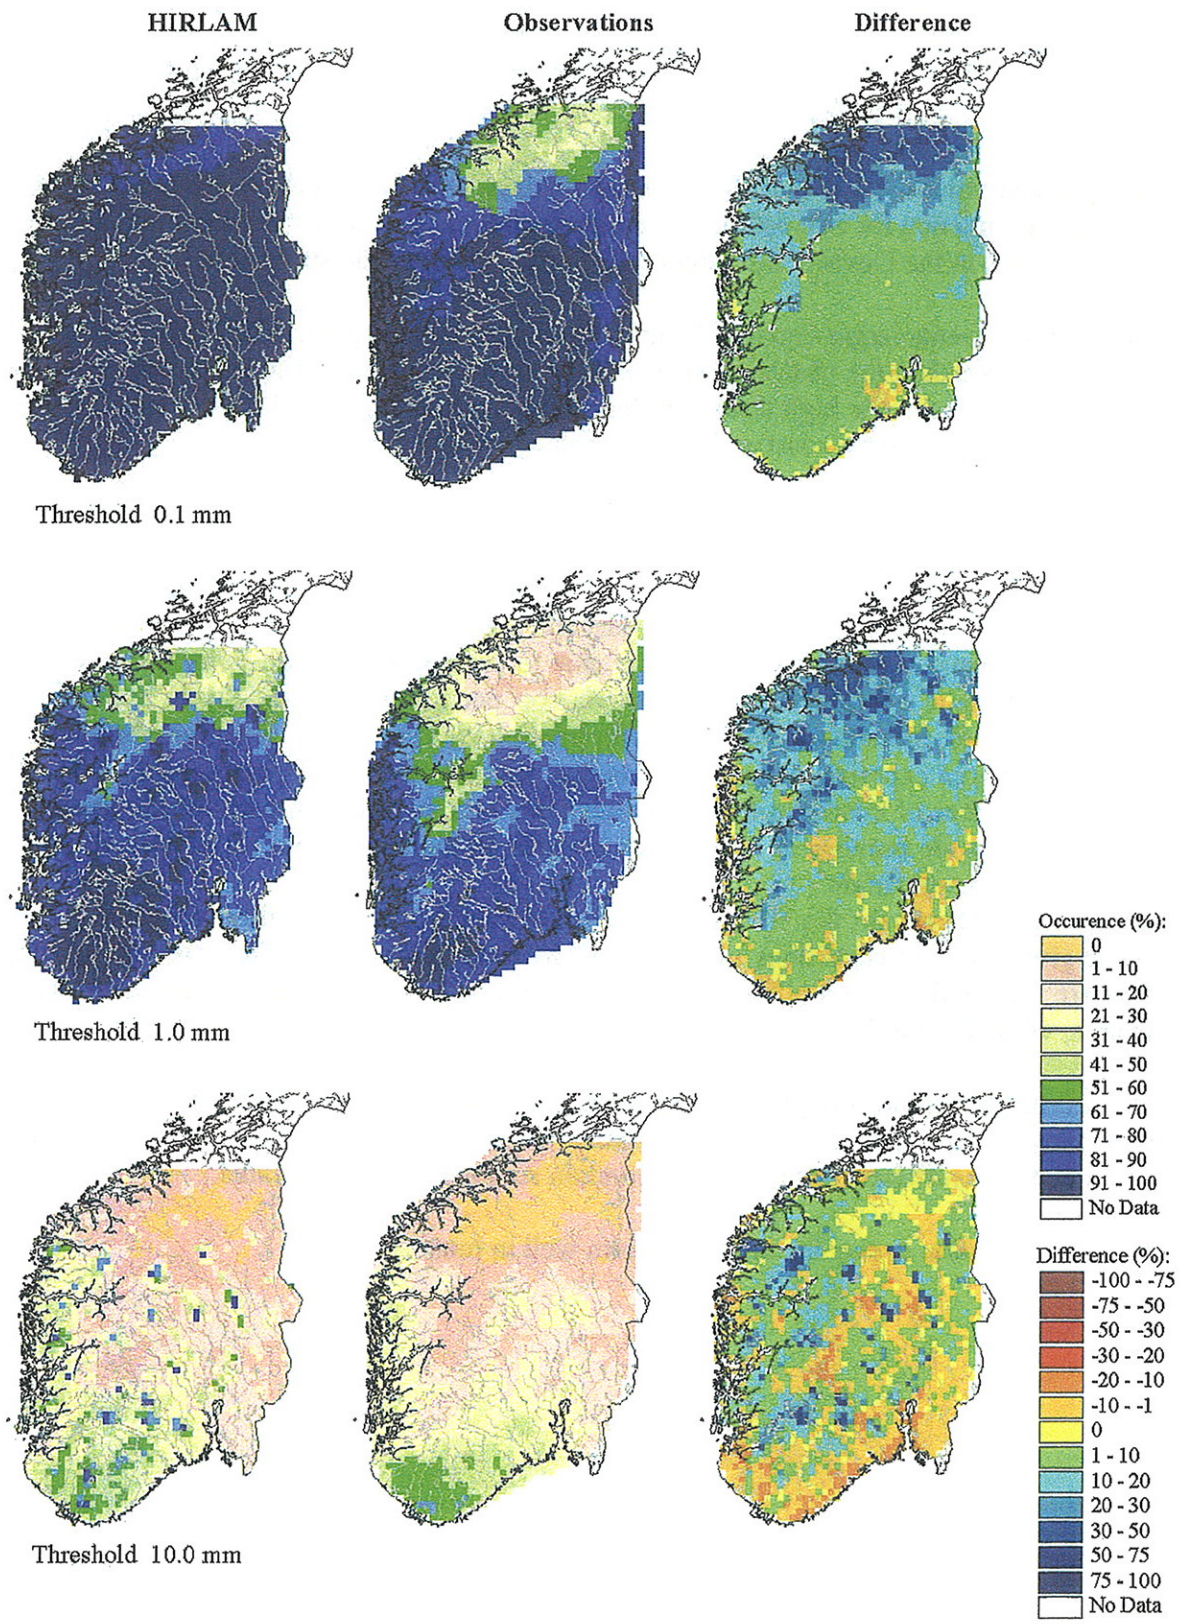 HIRLAM
Observations
Difference
Threshold 0.1 mm
Threshold 1.0 mm
Threshold 10.0 mm
Occurence (%):
0
1 - 10
11 - 20
21 - 30
31 - 40
41 - 50
51 - 60
61 - 70
71 - 80
81 - 90
91 - 100
No Data
Difference (%):
-100 - -75
-75 - -50
-50 - -30
-30 - -20
-20 - -10
-10 - -1
0
1 - 10
10 - 20
20 - 30
30 - 50
50 - 75
75 - 100
No Data